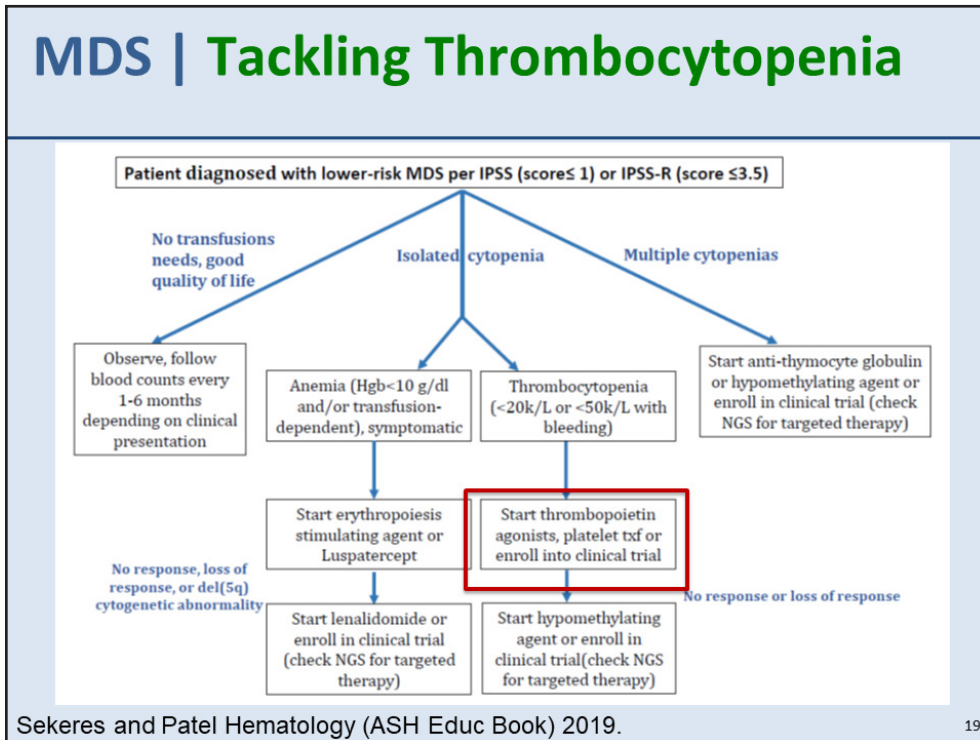 MDS | Tackling Thrombocytopenia
Patient diagnosed with lower-risk MDS per IPSS (score≤ 1) or IPSS-R (score ≤3.5)
No transfusions
needs, good
quality of life
Isolated cytopenia
Multiple cytopenias
Observe, follow
blood counts every
1-6 months
depending on clinical
presentation
Anemia (Hgb<10 g/dl
and/or transfusion-
dependent), symptomatic
Thrombocytopenia
(<20k/L or <50k/L with
bleeding)
Start anti-thymocyte globulin
or hypomethylating agent or
enroll in clinical trial (check
NGS for targeted therapy)
Start erythropoiesis
stimulating agent or
Luspatercept
Start thrombopoietin
agonists, platelet txf or
enroll into clinical trial
No response, loss of
response, or del(5q)
cytogenetic abnormality
No response or loss of response
Start lenalidomide or
enroll in clinical trial
(check NGS for targeted
therapy)
Start hypomethylating
agent or enroll in
clinical trial(check NGS
for targeted therapy)
Sekeres and Patel Hematology (ASH Educ Book) 2019.
19